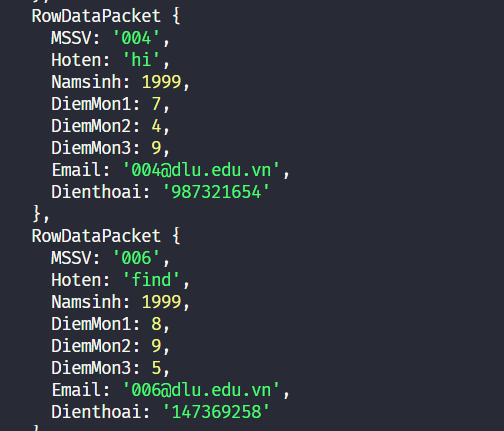 RowDataPacket {
MSSV: '004',
Hoten: 'hi',
Namsinh: 1999,
DiemMon1: 7,
DiemMon2: 4,
DiemMon3: 9,
Email: '004@dlu.edu.vn',
Dienthoai: '987321654'
},
RowDataPacket {
MSSV: '006',
Hoten: 'find',
Namsinh: 1999,
DiemMon1: 8,
DiemMon2: 9,
DiemMon3: 5,
Email: '006@dlu.edu.vn',
Dienthoai: '147369258'